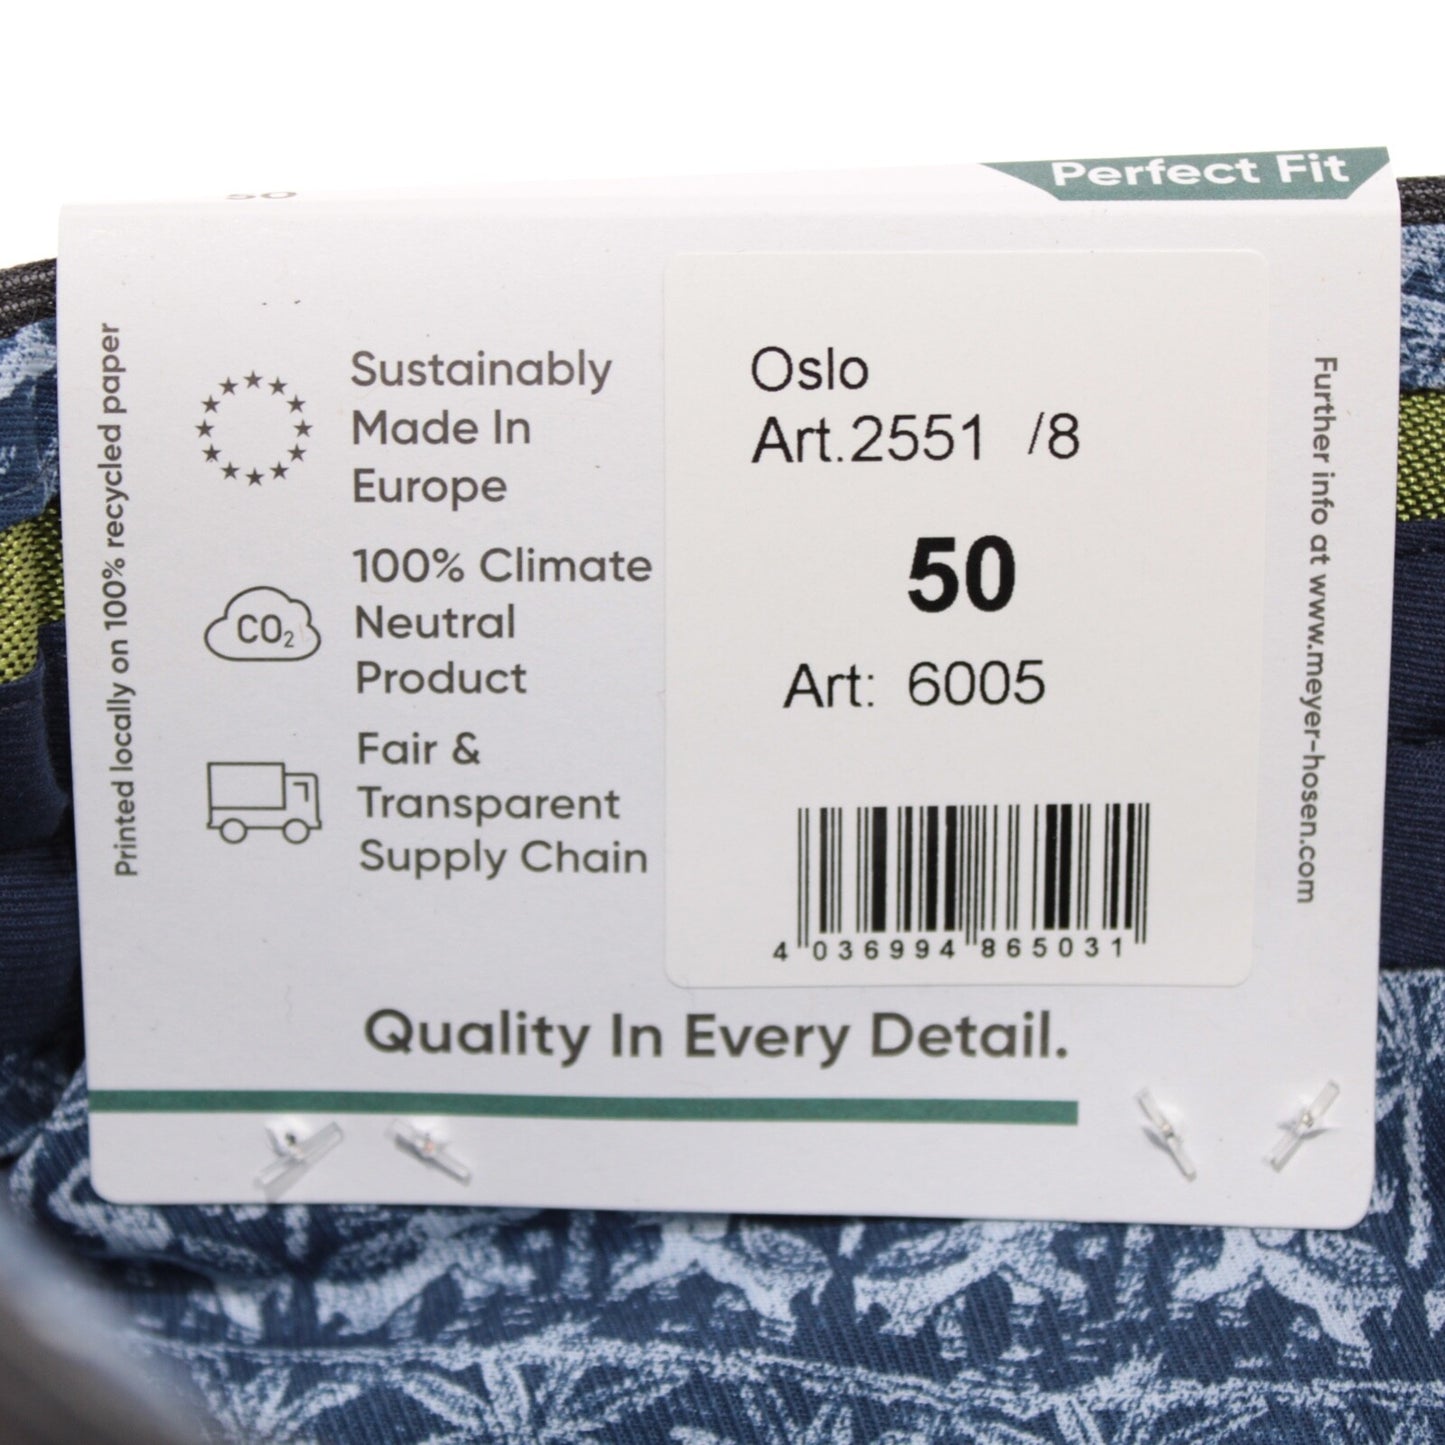 50
Perfect Fit
Printed locally on 100% recycled paper
Sustainably
Made In
Europe
CO₂
100% Climate
Neutral
Product
Fair &
Transparent
Supply Chain
Oslo
Art.2551 /8
50
Art: 6005
4 036994 865031
Further info at www.meyer-hosen.com
Quality In Every Detail.